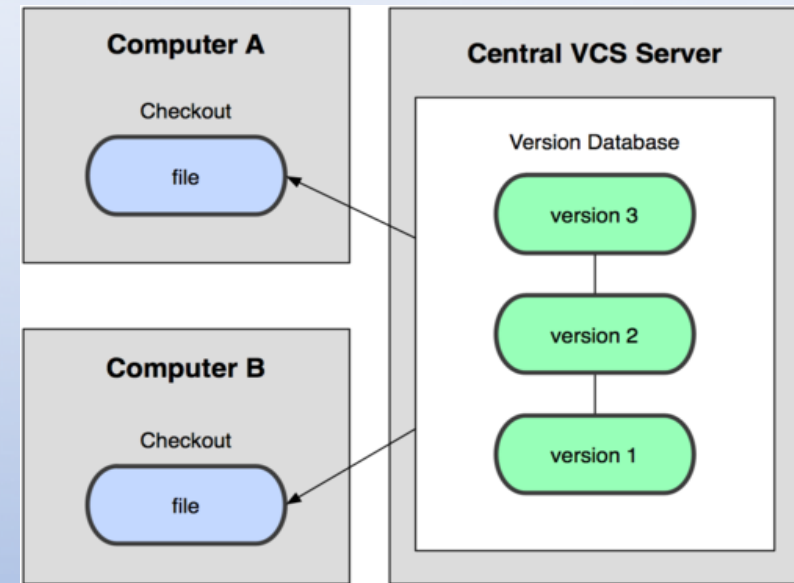 Computer A
Checkout
file
Computer B
Checkout
file
Central VCS Server
Version Database
version 3
version 2
version 1